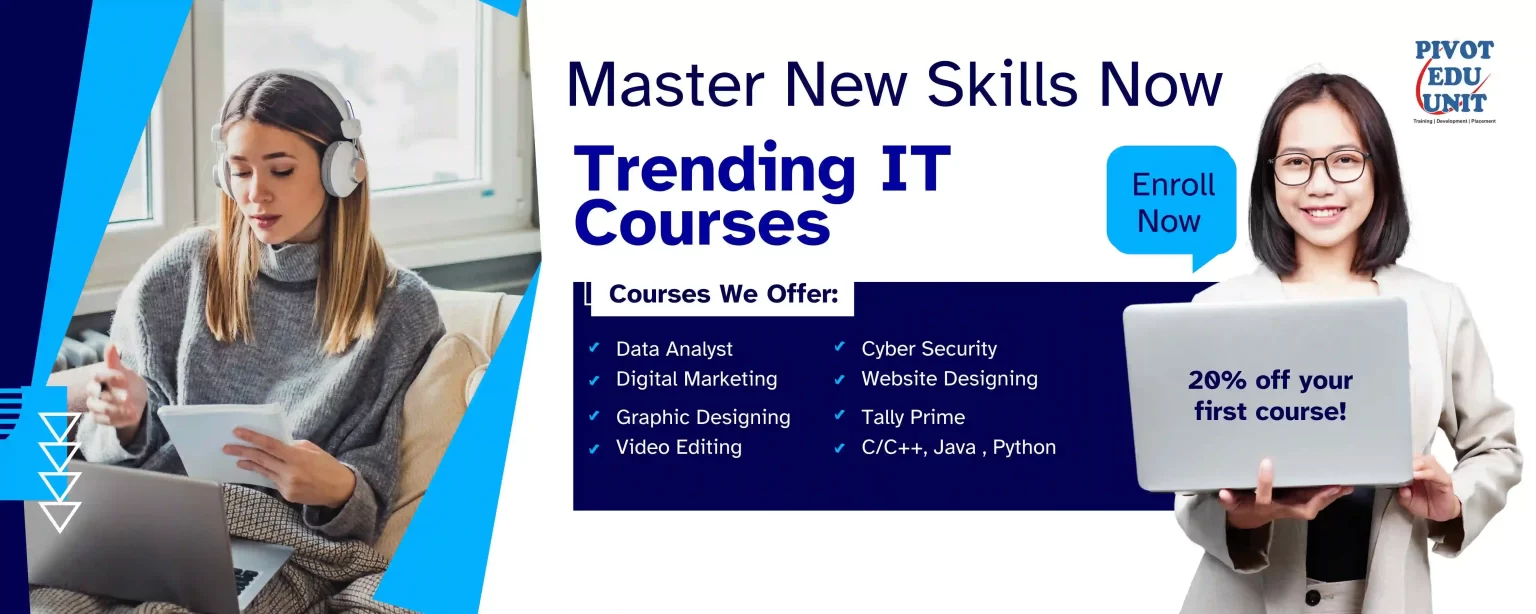 Master New Skills Now
PIVOT
EDU
UNIT
Training | Development | Placement
Trending IT
Courses
Enroll
Now
Courses We Offer:
✔ Data Analyst
✔ Digital Marketing
✔ Graphic Designing
✔ Video Editing
✔ Cyber Security
✔ Website Designing
✔ Tally Prime
✔ C/C++, Java , Python
20% off your
first course!